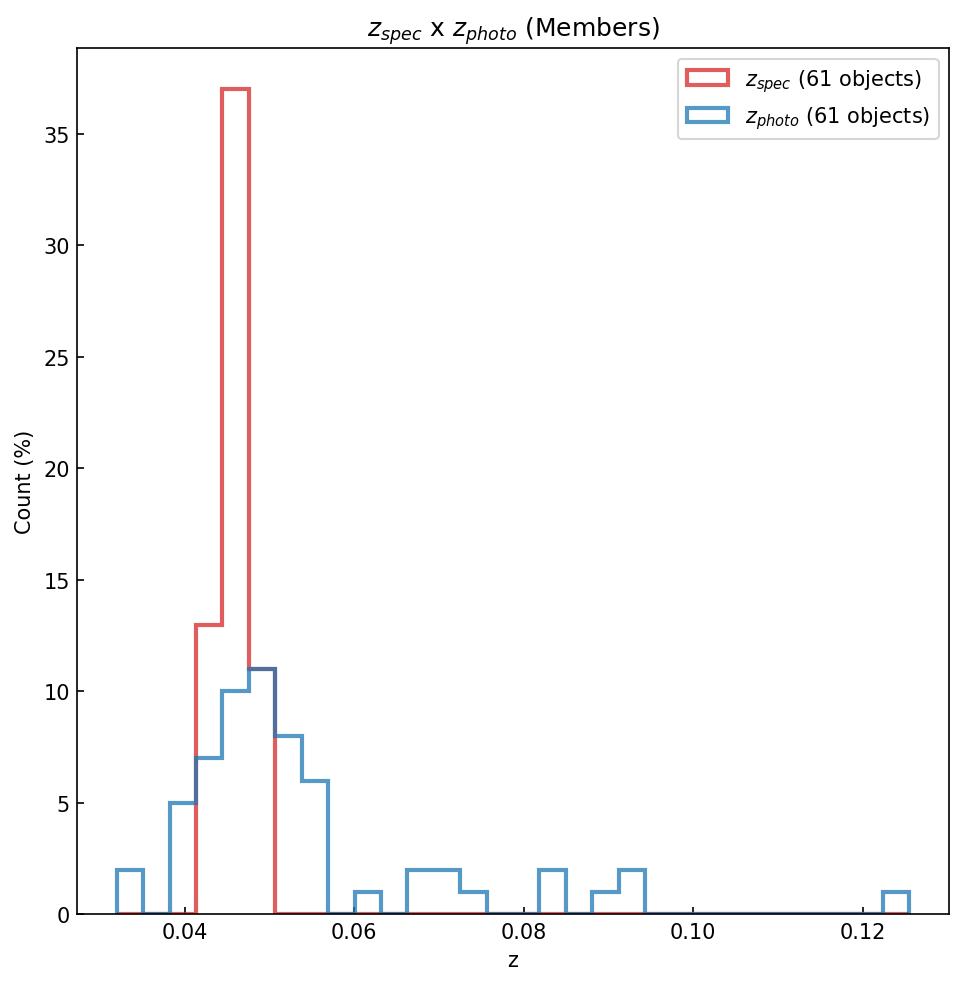 z_spec x z_photo (Members)
z_spec (61 objects)
z_photo (61 objects)
Count (%)
35
30
25
20
15
10
5
0
0.04 0.06 0.08 0.10 0.12
z